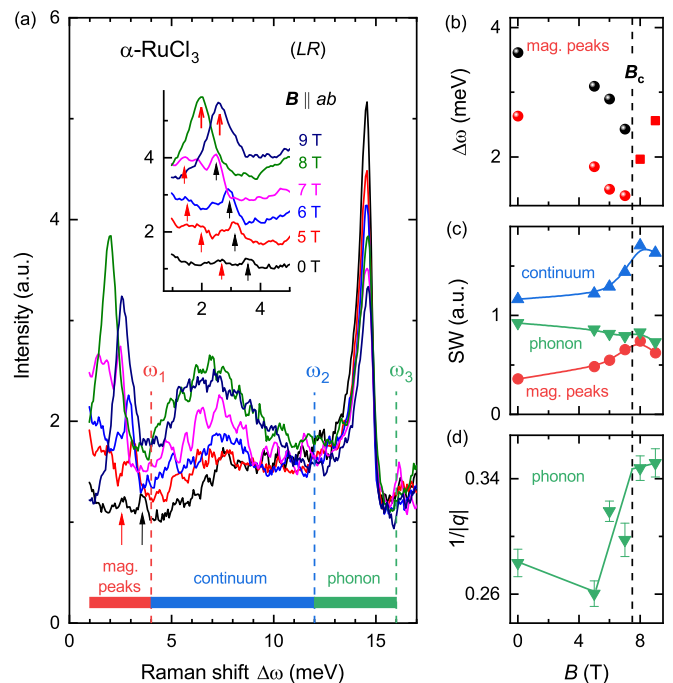 (a)
α-RuCl3
(LR)
B ∥ ab
9 T
8 T
7 T
6 T
5 T
0 T
4
2
2
4
6
4
2
0
Intensity (a.u.)
ω1
ω2
ω3
mag. peaks
continuum
phonon
0
5
10
15
Raman shift Δω (meV)
(b)
mag. peaks
Bc
4
2
Δω (meV)
(c)
continuum
phonon
mag. peaks
2
1
0
SW (a.u.)
(d)
phonon
0.34
0.26
1/|q|
0
4
8
B (T)